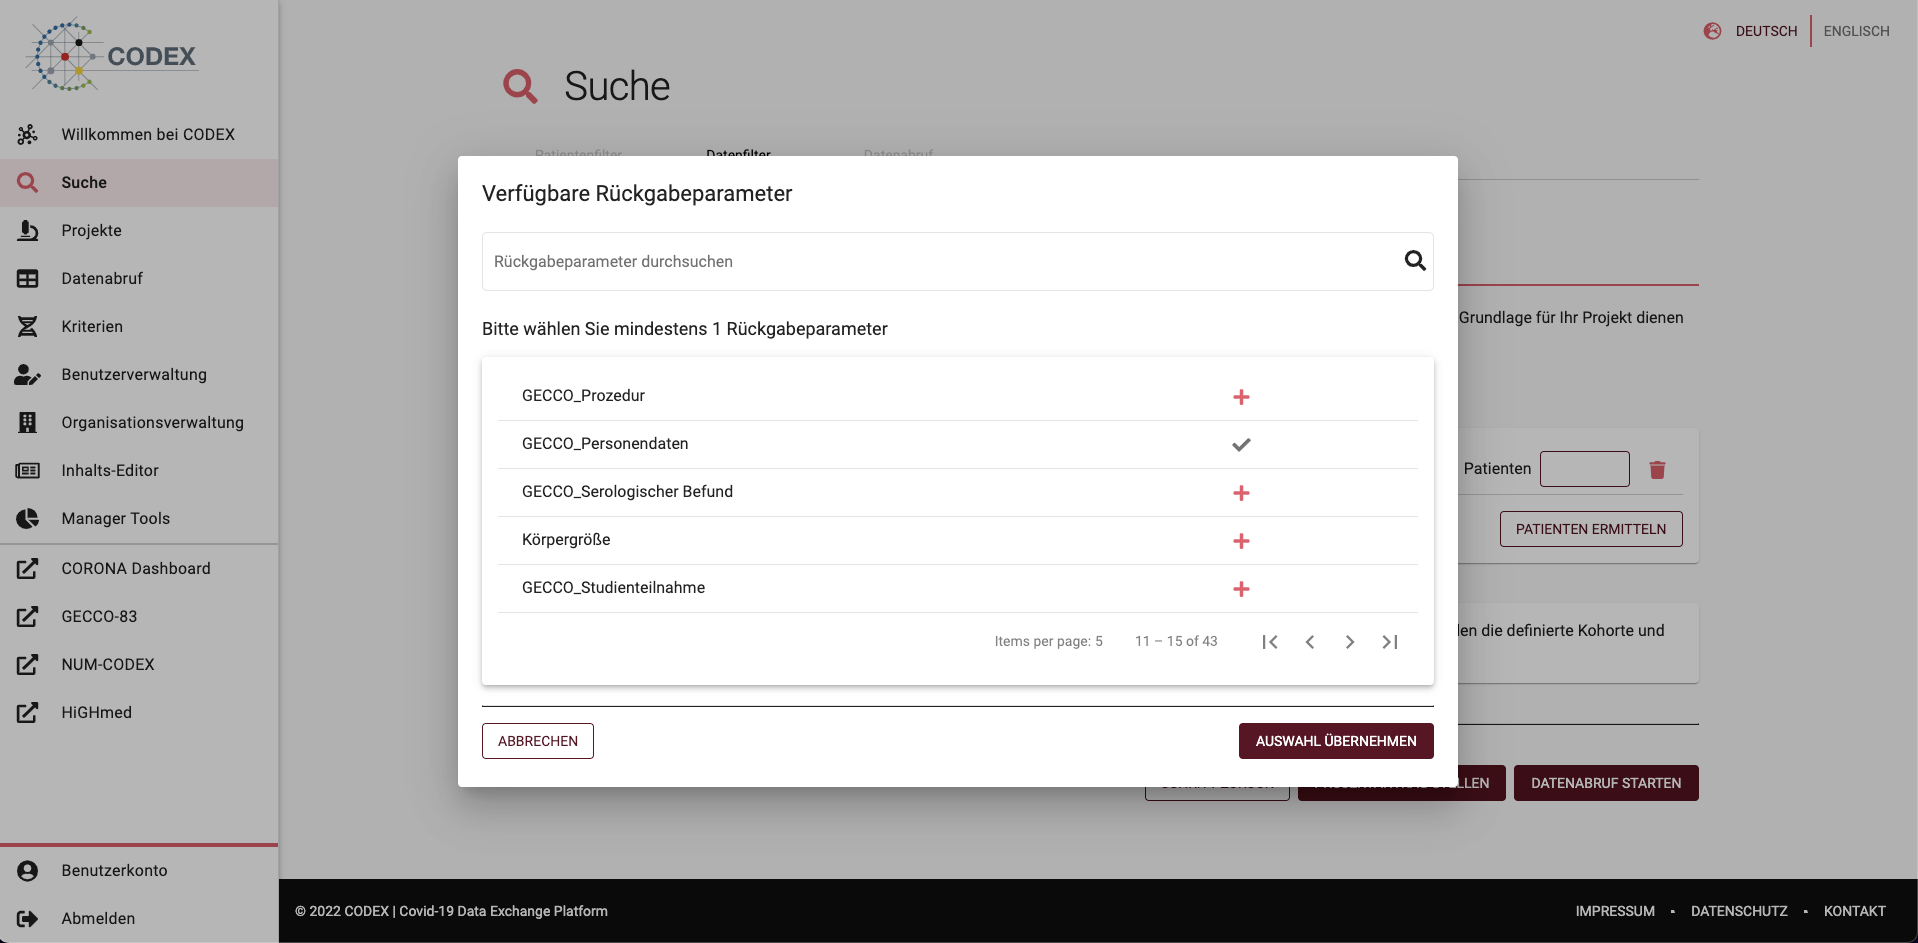 CODEX
DEUTSCH
ENGLISCH
Suche
Willkommen bei CODEX
Suche
Projekte
Datenabruf
Kriterien
Benutzerverwaltung
Organisationsverwaltung
Inhalts-Editor
Manager Tools
CORONA Dashboard
GECCO-83
NUM-CODEX
HiGHmed
Benutzerkonto
Abmelden
Patientenfilter
Datenfilter
Datenabruf
Verfügbare Rückgabeparameter
Rückgabeparameter durchsuchen
Bitte wählen Sie mindestens 1 Rückgabeparameter
GECCO_Prozedur
GECCO_Personendaten
GECCO_Serologischer Befund
Körpergröße
GECCO_Studienteilnahme
Items per page: 5 11 – 15 of 43
ABBRECHEN
AUSWAHL ÜBERNEHMEN
Grundlage für Ihr Projekt dienen
Patienten
PATIENTEN ERMITTELN
die definierte Kohorte und
DATENABRUF STARTEN
© 2022 CODEX | Covid-19 Data Exchange Platform
IMPRESSUM • DATENSCHUTZ • KONTAKT